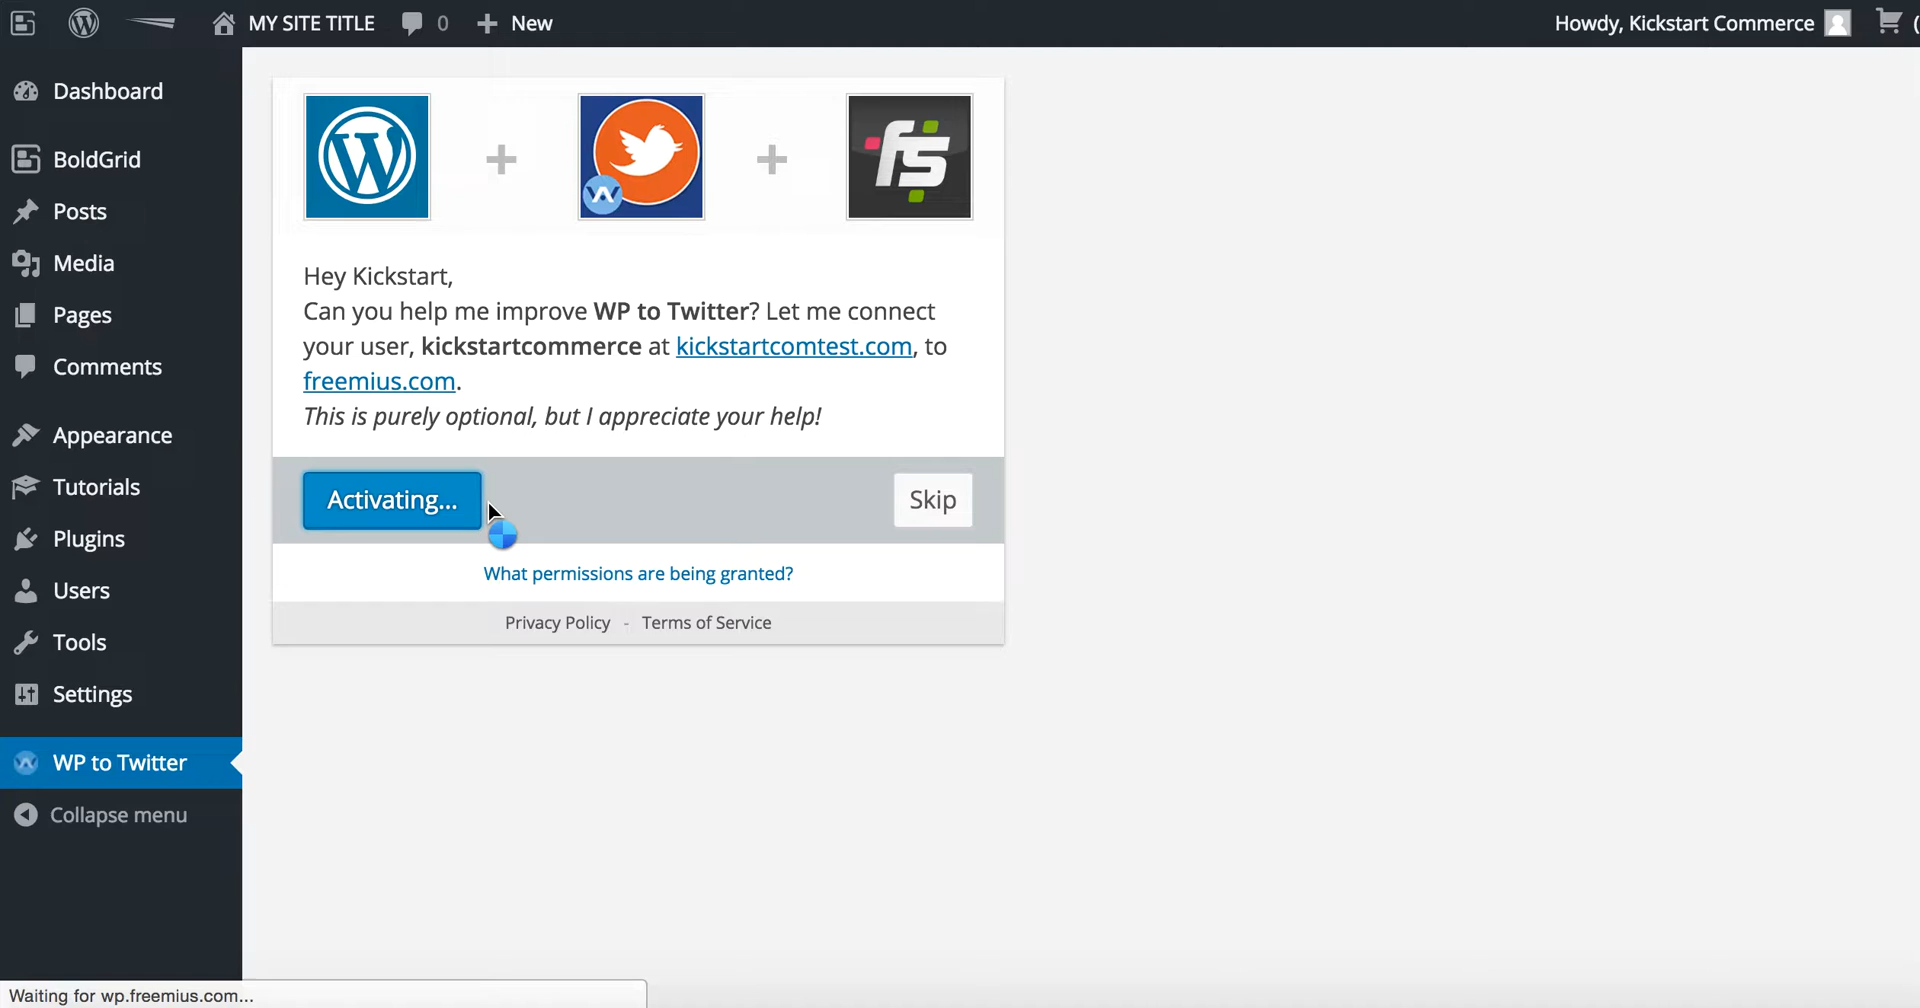 MY SITE TITLE 0 New Howdy, Kickstart Commerce
Dashboard
BoldGrid
Posts
Media
Pages
Comments
Appearance
Tutorials
Plugins
Users
Tools
Settings
WP to Twitter
Collapse menu
fs
Hey Kickstart,
Can you help me improve WP to Twitter? Let me connect
your user, kickstartcommerce at kickstartcomtest.com, to
freemius.com.
This is purely optional, but I appreciate your help!
Activating...
Skip
What permissions are being granted?
Privacy Policy - Terms of Service
Waiting for wp.freemius.com...